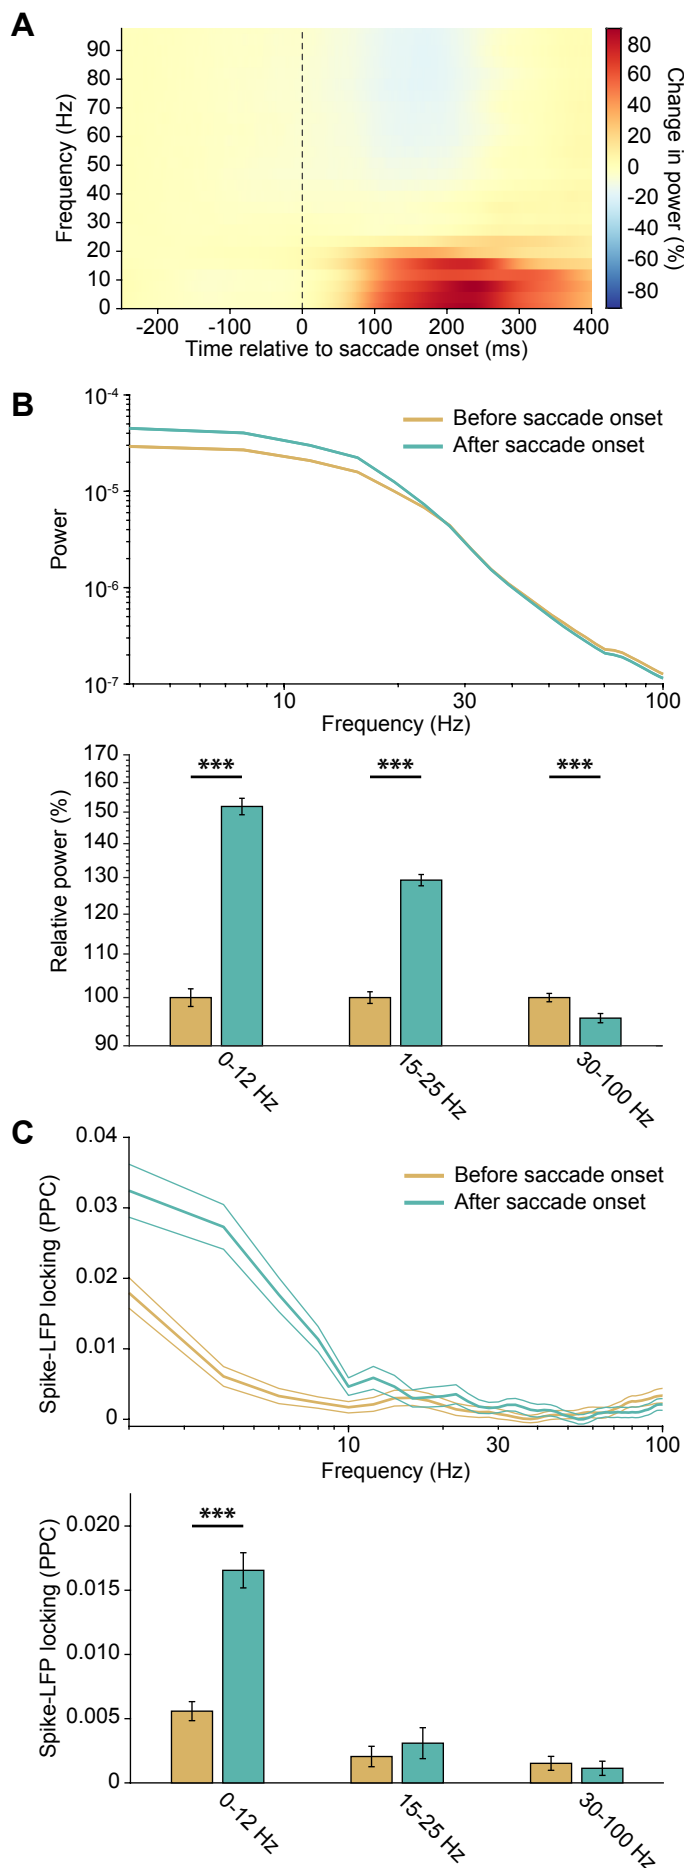 A
90
80
70
60
50
40
30
20
10
0
Frequency (Hz)
-200 -100 0 100 200 300 400
Time relative to saccade onset (ms)
80
60
40
20
0
-20
-40
-60
-80
Change in power (%)
B
10-4
10-5
10-6
10-7
Power
Before saccade onset
After saccade onset
10 30 100
Frequency (Hz)
170
160
150
140
130
120
110
100
90
Relative power (%)
*** *** ***
0-12 Hz 15-25 Hz 30-100 Hz
C
0.04
0.03
0.02
0.01
0
Spike-LFP locking (PPC)
Before saccade onset
After saccade onset
10 30 100
Frequency (Hz)
0.020
0.015
0.010
0.005
0
Spike-LFP locking (PPC)
***
0-12 Hz 15-25 Hz 30-100 Hz